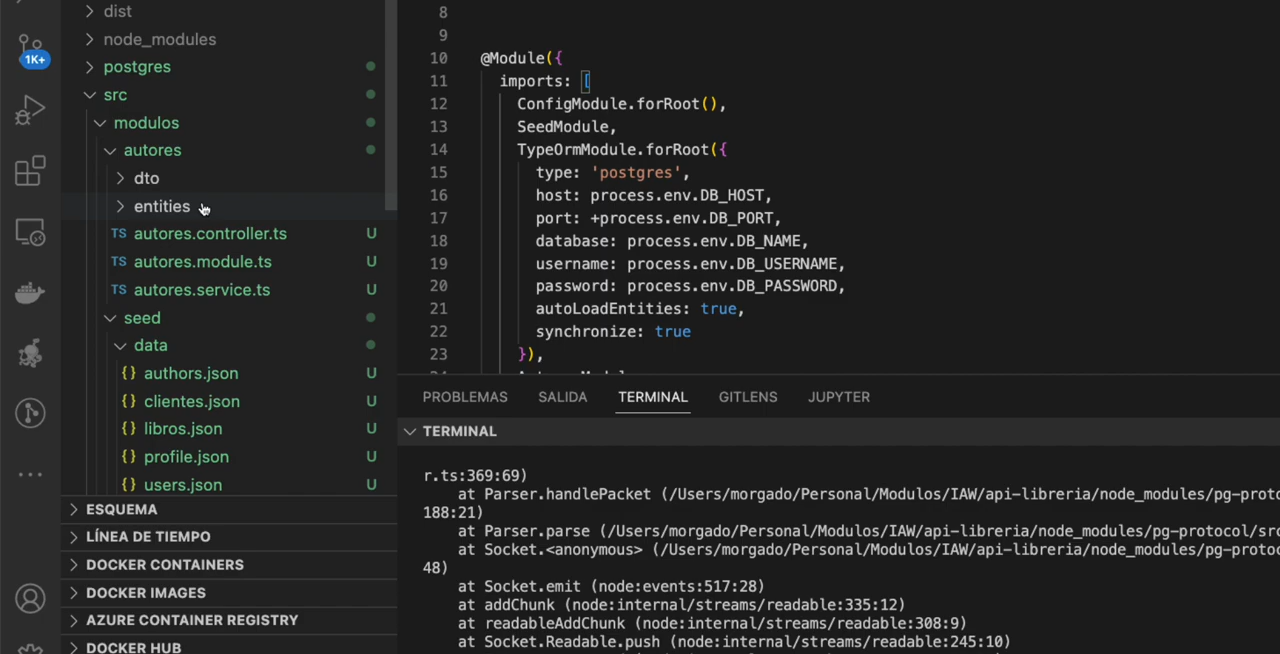 1K+
dist
node_modules
postgres
src
modulos
autores
dto
entities
TS autores.controller.ts U
TS autores.module.ts U
TS autores.service.ts U
seed
data
{} authors.json U
{} clientes.json U
{} libros.json U
{} profile.json U
{} users.json U
ESQUEMA
LÍNEA DE TIEMPO
DOCKER CONTAINERS
DOCKER IMAGES
AZURE CONTAINER REGISTRY
DOCKER HUB
8
9
10 @Module({
11 imports: [
12 ConfigModule.forRoot(),
13 SeedModule,
14 TypeOrmModule.forRoot({
15 type: 'postgres',
16 host: process.env.DB_HOST,
17 port: +process.env.DB_PORT,
18 database: process.env.DB_NAME,
19 username: process.env.DB_USERNAME,
20 password: process.env.DB_PASSWORD,
21 autoLoadEntities: true,
22 synchronize: true
23 }),
PROBLEMAS SALIDA TERMINAL GITLENS JUPYTER
TERMINAL
r.ts:369:69)
at Parser.handlePacket (/Users/morgado/Personal/Modulos/IAW/api-libreria/node_modules/pg-proto
188:21)
at Parser.parse (/Users/morgado/Personal/Modulos/IAW/api-libreria/node_modules/pg-protocol/src
at Socket.<anonymous> (/Users/morgado/Personal/Modulos/IAW/api-libreria/node_modules/pg-proto
48)
at Socket.emit (node:events:517:28)
at addChunk (node:internal/streams/readable:335:12)
at readableAddChunk (node:internal/streams/readable:308:9)
at Socket.Readable.push (node:internal/streams/readable:245:10)